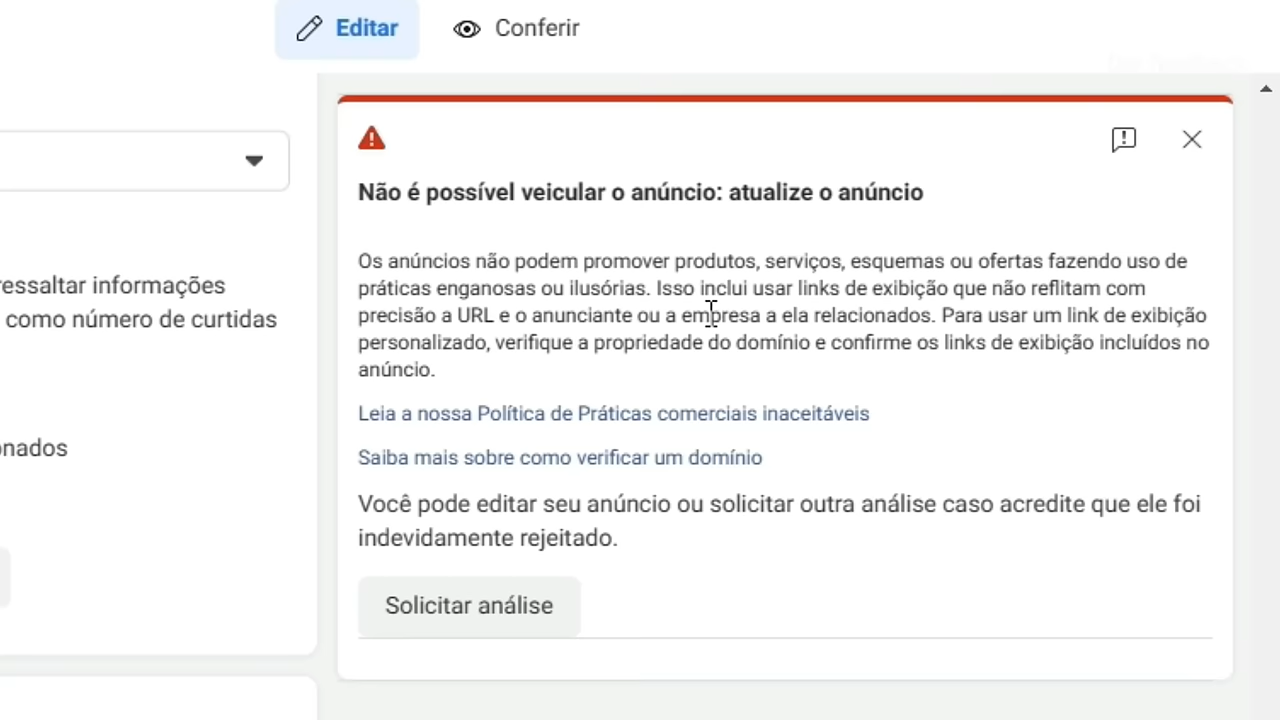 Editar
Conferir
Não é possível veicular o anúncio: atualize o anúncio
Os anúncios não podem promover produtos, serviços, esquemas ou ofertas fazendo uso de
práticas enganosas ou ilusórias. Isso inclui usar links de exibição que não reflitam com
precisão a URL e o anunciante ou a empresa a ela relacionados. Para usar um link de exibição
personalizado, verifique a propriedade do domínio e confirme os links de exibição incluídos no
anúncio.
Leia a nossa Política de Práticas comerciais inaceitáveis
Saiba mais sobre como verificar um domínio
Você pode editar seu anúncio ou solicitar outra análise caso acredite que ele foi
indevidamente rejeitado.
Solicitar análise
ressaltar informações
como número de curtidas
onados